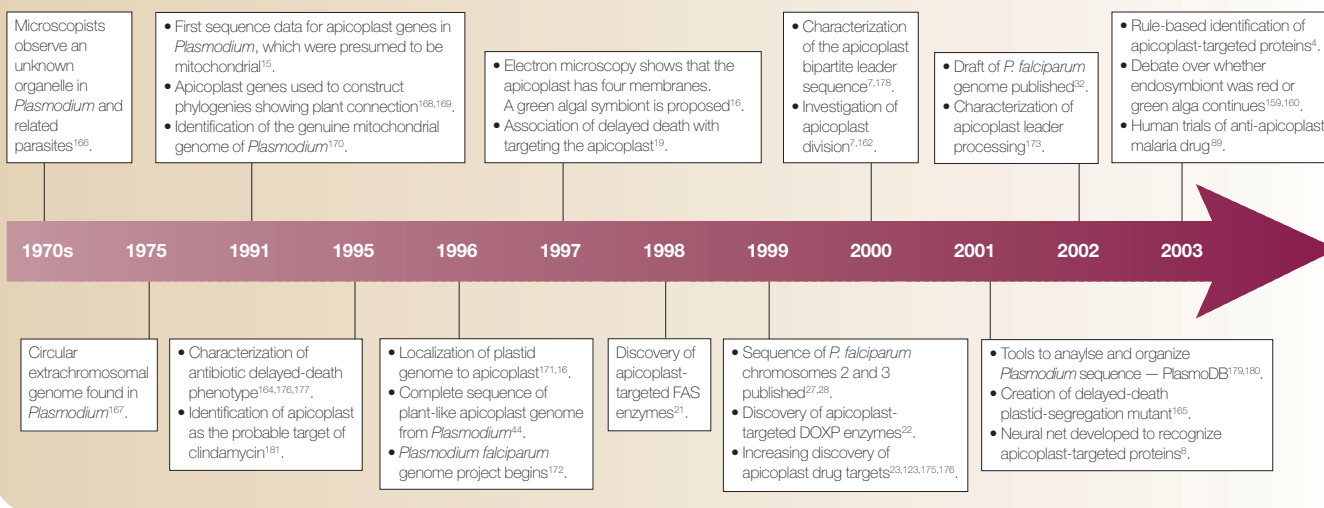 Microscopists
observe an
unknown
organelle in
Plasmodium and
related
parasites166.
• First sequence data for apicoplast genes in
Plasmodium, which were presumed to be
mitochondrial15.
• Apicoplast genes used to construct
phylogenies showing plant connection168,169.
• Identification of the genuine mitochondrial
genome of Plasmodium170.
• Electron microscopy shows that the
apicoplast has four membranes.
A green algal symbiont is proposed16.
• Association of delayed death with
targeting the apicoplast19.
• Characterization
of the apicoplast
bipartite leader
sequence7,178.
• Investigation of
apicoplast
division7,162.
• Draft of P. falciparum
genome published32.
• Characterization of
apicoplast leader
processing173.
• Rule-based identification of
apicoplast-targeted proteins4.
• Debate over whether
endosymbiont was red or
green alga continues159,160.
• Human trials of anti-apicoplast
malaria drug89.
1970s 1975 1991 1995 1996 1997 1998 1999 2000 2001 2002 2003
Circular
extrachromosomal
genome found in
Plasmodium167.
• Characterization of
antibiotic delayed-death
phenotype164,176,177.
• Identification of apicoplast
as the probable target of
clindamycin181.
• Localization of plastid
genome to apicoplast171,16.
• Complete sequence of
plant-like apicoplast genome
from Plasmodium44.
• Plasmodium falciparum
genome project begins172.
Discovery of
apicoplast-
targeted FAS
enzymes21.
• Sequence of P. falciparum
chromosomes 2 and 3
published27,28.
• Discovery of apicoplast-
targeted DOXP enzymes22.
• Increasing discovery of
apicoplast drug targets23,123,175,176.
• Tools to anaylse and organize
Plasmodium sequence — PlasmoDB179,180.
• Creation of delayed-death
plastid-segregation mutant165.
• Neural net developed to recognize
apicoplast-targeted proteins8.